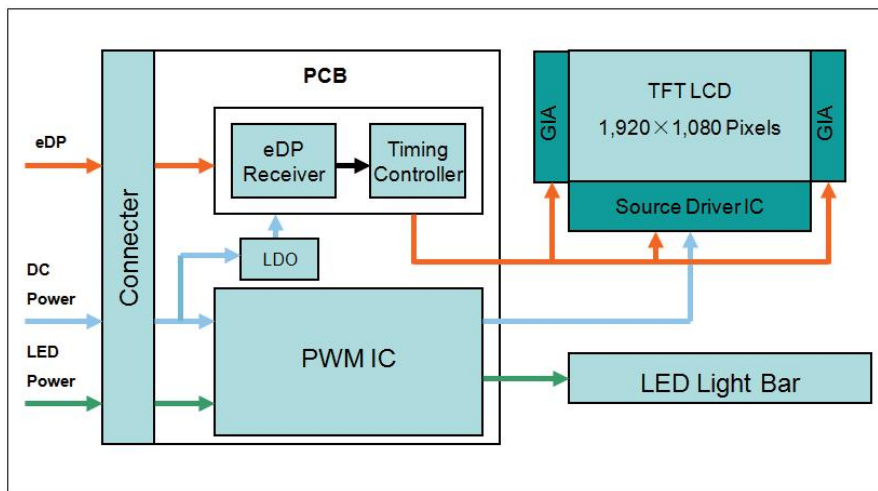 PCB
eDP
Connecter
eDP
Receiver
Timing
Controller
LDO
DC
Power
LED
Power
PWM IC
GIA
TFT LCD
1,920×1,080 Pixels
GIA
Source Driver IC
LED Light Bar